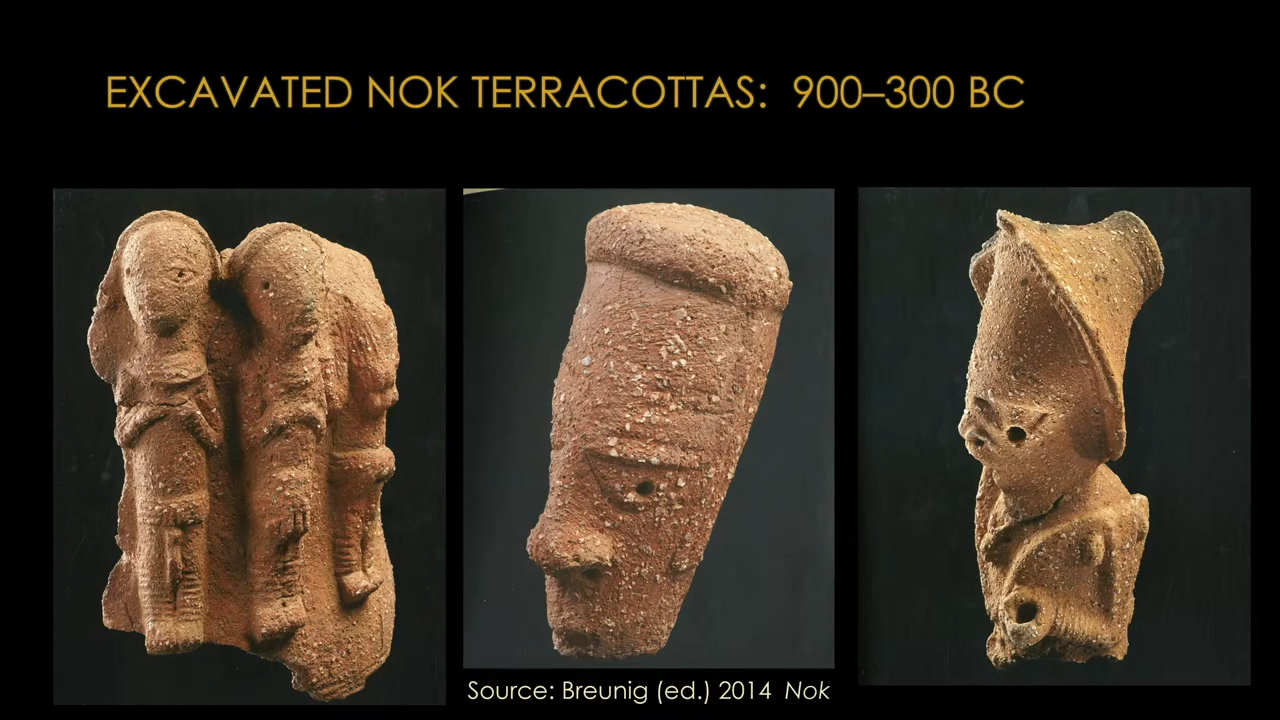 EXCAVATED NOK TERRACOTTAS:  900–300 BC
Source: Breunig (ed.) 2014  Nok